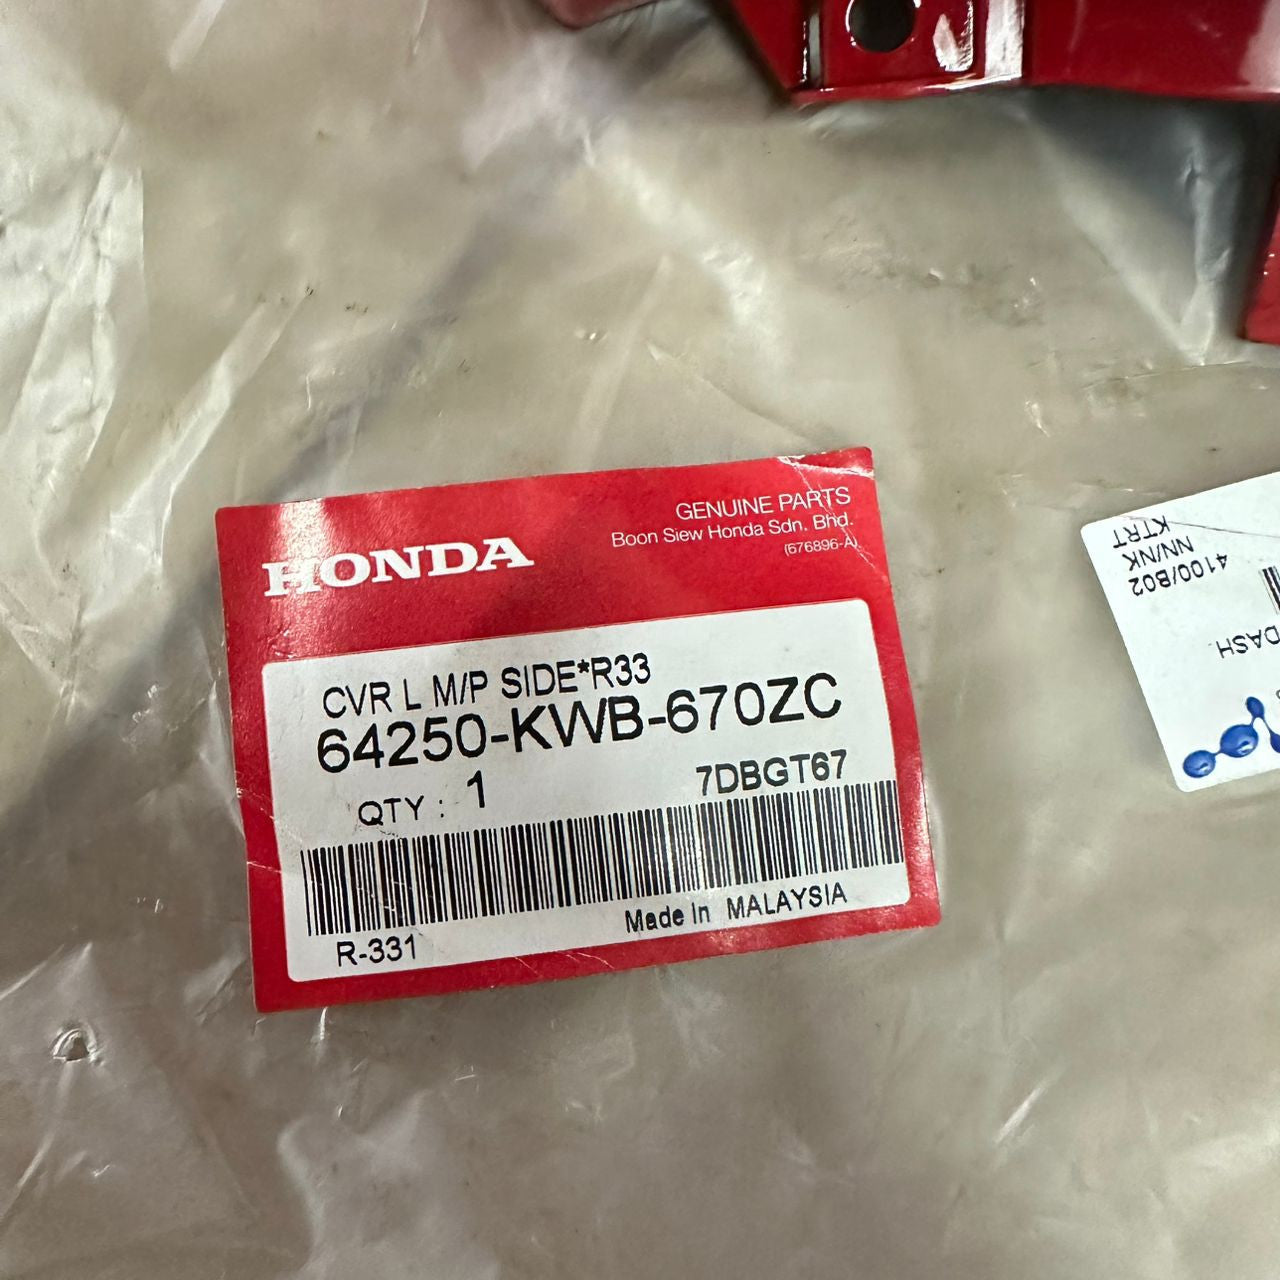 HONDA
GENUINE PARTS
Boon Siew Honda Sdn. Bhd.
(676896-A)
CVR L M/P SIDE*R33
64250-KWB-670ZC
QTY : 1
7DBGT67
R-331
Made In MALAYSIA
4100/B02
NN/NK
KTRT
DASH.